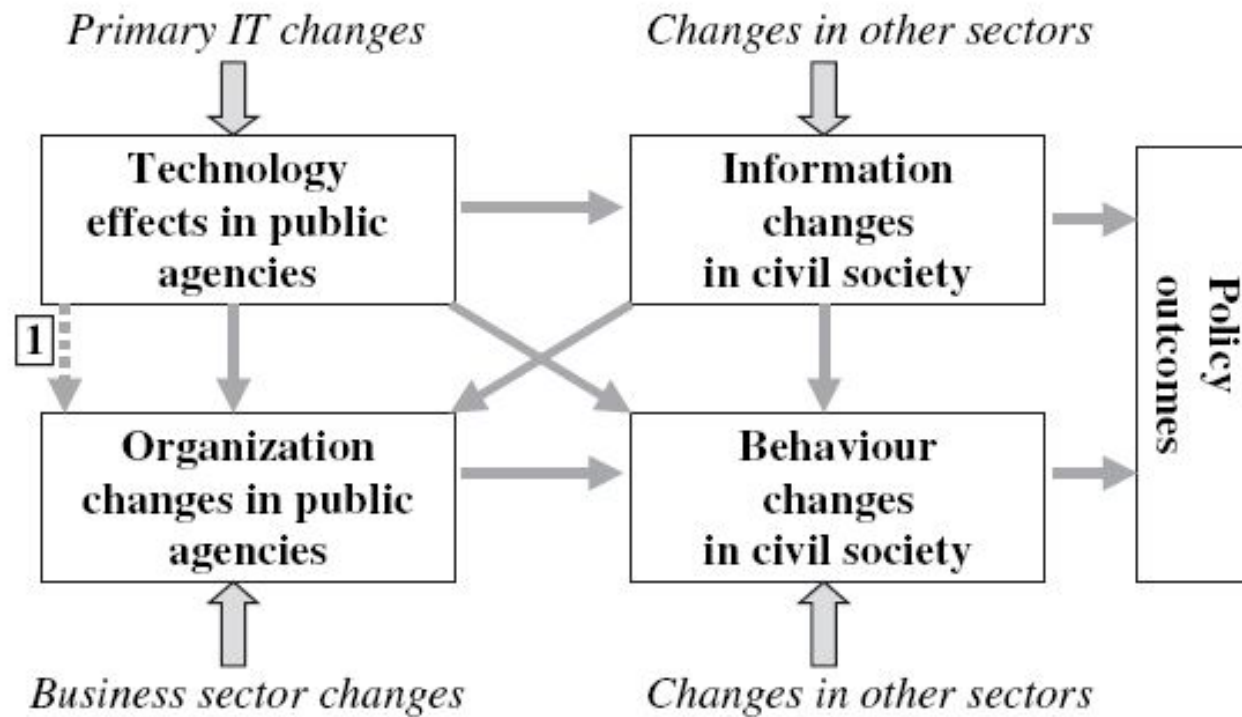 Primary IT changes
Changes in other sectors
Technology
effects in public
agencies
Information
changes
in civil society
Policy
outcomes
1
Organization
changes in public
agencies
Behaviour
changes
in civil society
Business sector changes
Changes in other sectors